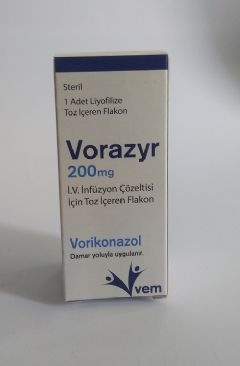 Steril
1 Adet Liyofilize
Toz İçeren Flakon
Vorazyr
200mg
İ.V. İnfüzyon Çözeltisi
İçin Toz İçeren Flakon
Vorikonazol
Damar yoluyla uygulanır.
vem